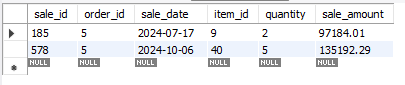 sale_id order_id sale_date item_id quantity sale_amount
185 5 2024-07-17 9 2 97184.01
578 5 2024-10-06 40 5 135192.29
NULL NULL NULL NULL NULL NULL